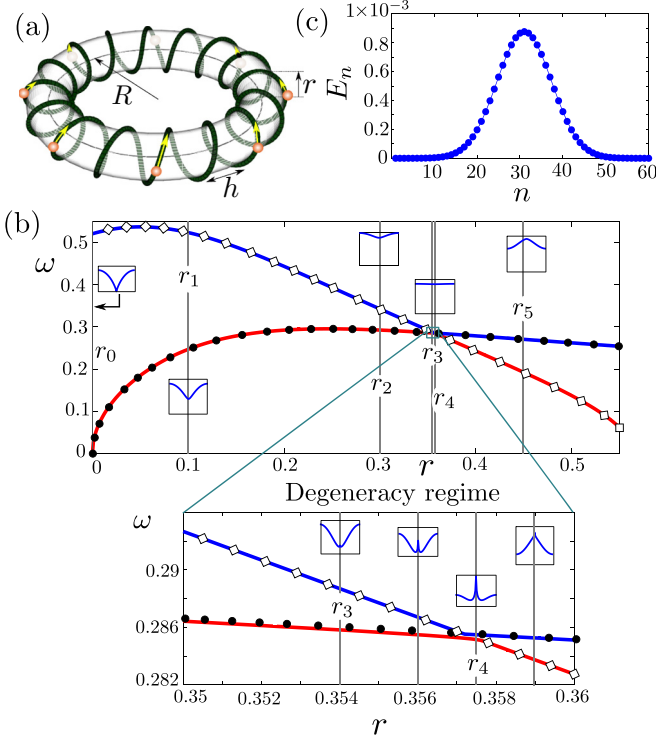 (a)
R
r
h
(c)
1×10⁻³
0.8
0.4
0.2
0
E_n
10 20 30 40 50 60
n
(b)
ω
0.5
0.4
0.3
0.2
0.1
0
r_0
r_1
r_2
r_3
r_4
r_5
0 0.1 0.2 0.3 r 0.4 0.5
Degeneracy regime
ω
0.29
0.286
0.282
r_3
r_4
0.35 0.352 0.354 0.356 0.358 0.36
r